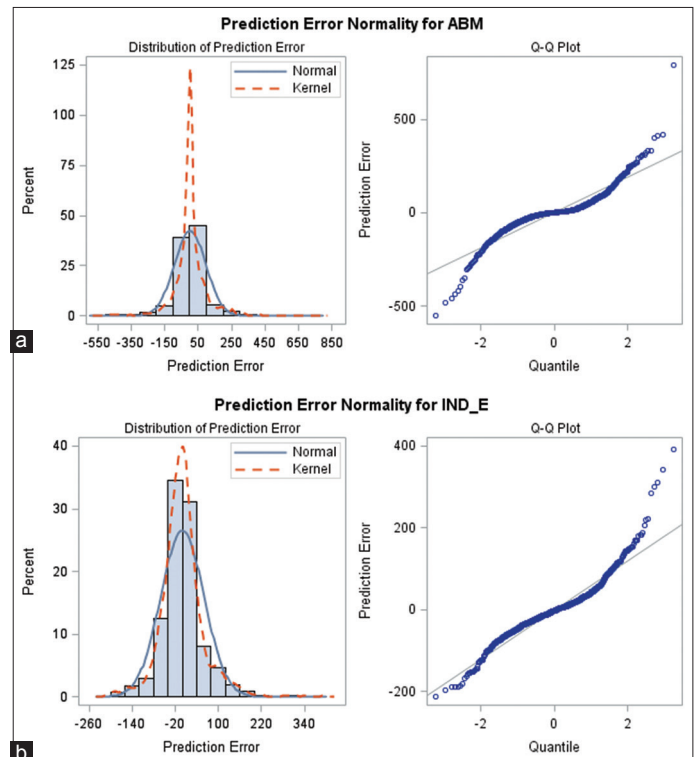 Prediction Error Normality for ABM
Distribution of Prediction Error
Q-Q Plot
125
100
75
50
25
0
Percent
Normal
Kernel
-550 -350 -150 50 250 450 650 850
Prediction Error
500
0
-500
Prediction Error
-2 0 2
Quantile
a
Prediction Error Normality for IND_E
Distribution of Prediction Error
Q-Q Plot
40
30
20
10
0
Percent
Normal
Kernel
-260 -140 -20 100 220 340
Prediction Error
400
200
0
-200
Prediction Error
-2 0 2
Quantile
b